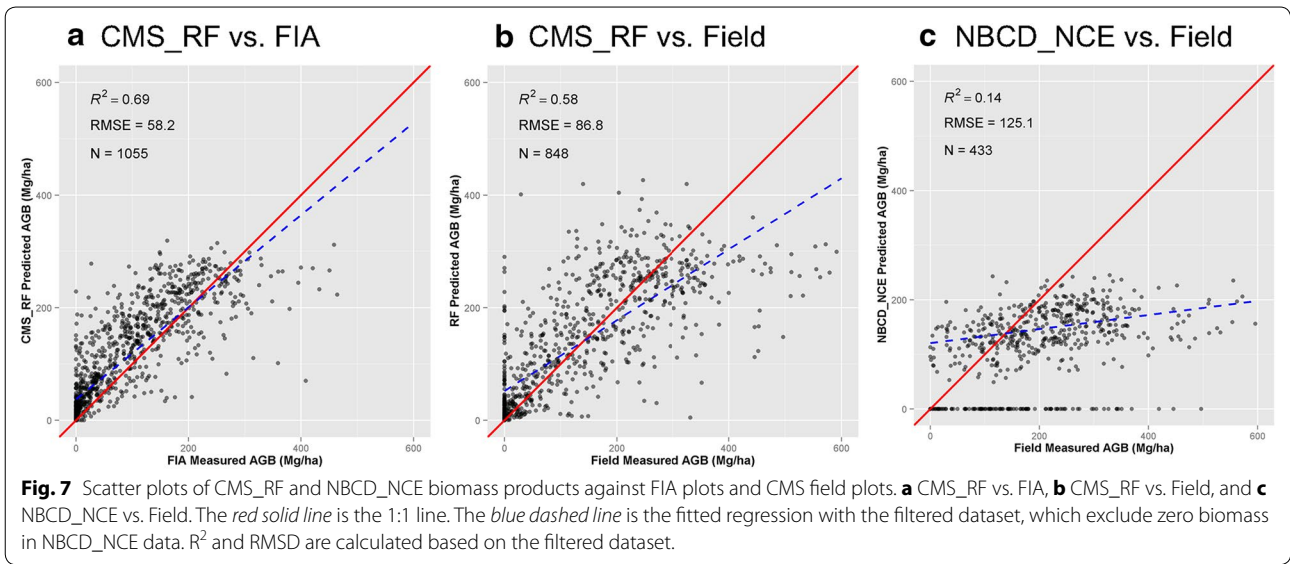 a CMS_RF vs. FIA
R² = 0.69
RMSE = 58.2
N = 1055
600
400
200
0
CMS_RF Predicted AGB (Mg/ha)
0 200 400 600
FIA Measured AGB (Mg/ha)
b CMS_RF vs. Field
R² = 0.58
RMSE = 86.8
N = 848
600
400
200
0
RF Predicted AGB (Mg/ha)
0 200 400 600
Field Measured AGB (Mg/ha)
c NBCD_NCE vs. Field
R² = 0.14
RMSE = 125.1
N = 433
600
400
200
0
NBCD_NCE Predicted AGB (Mg/ha)
0 200 400 600
Field Measured AGB (Mg/ha)
Fig. 7 Scatter plots of CMS_RF and NBCD_NCE biomass products against FIA plots and CMS field plots. a CMS_RF vs. FIA, b CMS_RF vs. Field, and c
NBCD_NCE vs. Field. The red solid line is the 1:1 line. The blue dashed line is the fitted regression with the filtered dataset, which exclude zero biomass
in NBCD_NCE data. R² and RMSD are calculated based on the filtered dataset.